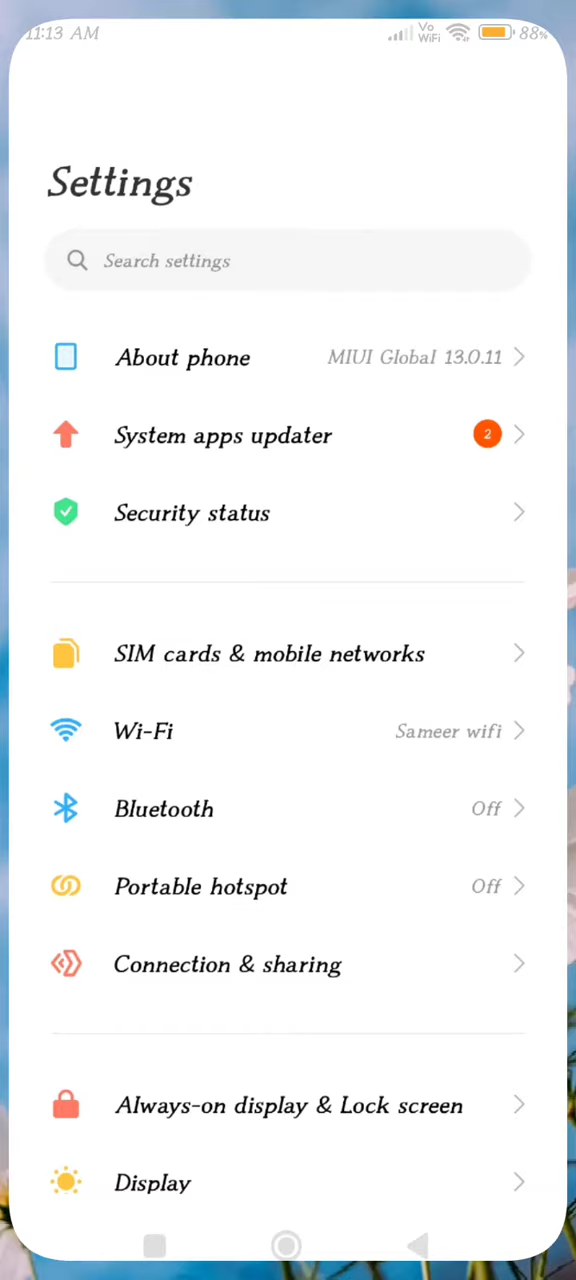 11:13 AM Vo WiFi 88%
Settings
Search settings
About phone MIUI Global 13.0.11
System apps updater 2
Security status
SIM cards & mobile networks
Wi-Fi Sameer wifi
Bluetooth Off
Portable hotspot Off
Connection & sharing
Always-on display & Lock screen
Display